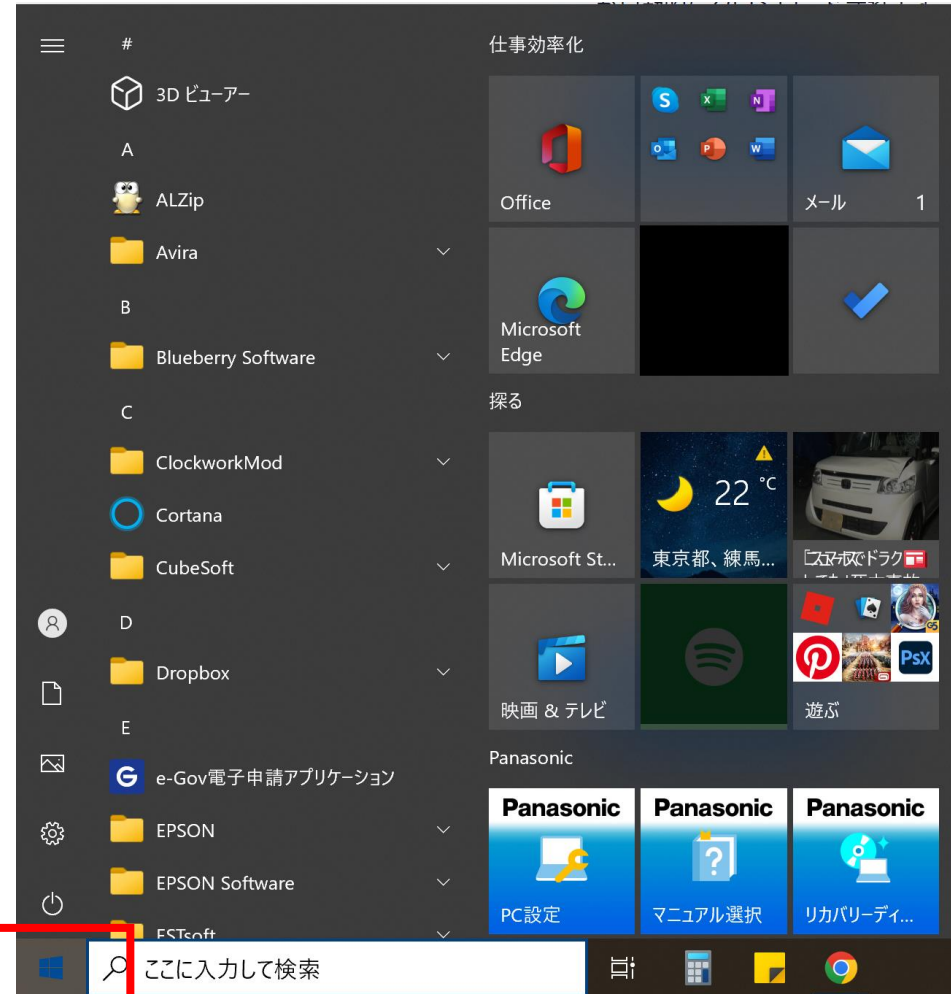 #
3D ビューアー
A
ALZip
Avira
B
Blueberry Software
C
ClockworkMod
Cortana
CubeSoft
D
Dropbox
E
e-Gov電子申請アプリケーション
EPSON
EPSON Software
ESTsoft
仕事効率化
Office
メール 1
Microsoft
Edge
探る
Microsoft St...
22 °C
東京都、練馬...
映画 & テレビ
PsX
遊ぶ
Panasonic
Panasonic
PC設定
Panasonic
マニュアル選択
Panasonic
リカバリーディ...
ここに入力して検索